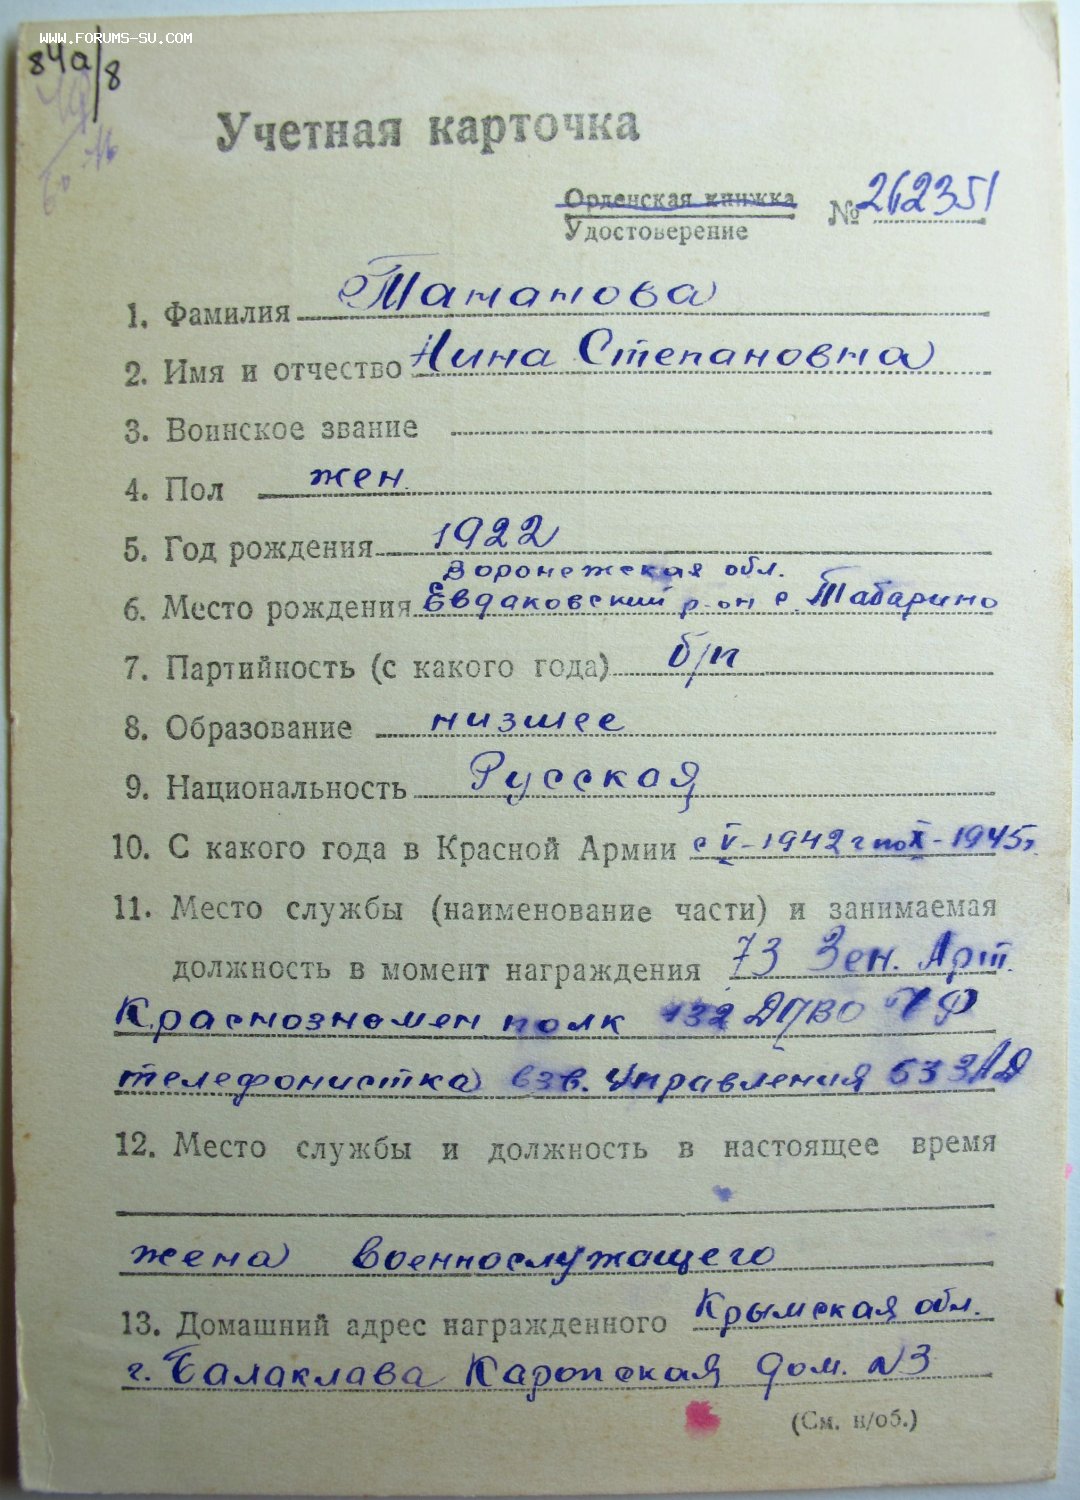 www.forums-su.com
84а/8
Учетная карточка
Орденская книжка
Удостоверение
№ 262351
1. Фамилия Татанова
2. Имя и отчество Нина Степановна
3. Воинское звание
4. Пол жен.
5. Год рождения 1922
Воронежская обл.
6. Место рождения Евдаковский р-он с. Табарино
7. Партийность (с какого года) б/п
8. Образование низшее
9. Национальность Русская
10. С какого года в Красной Армии с V-1942 г по X-1945г
11. Место службы (наименование части) и занимаемая
должность в момент награждения 73 Зен. Арт.
Краснознамен полк ДПВО ЧФ
телефонистка взв. Управления
12. Место службы и должность в настоящее время
жена военнослужащего
13. Домашний адрес награжденного Крымская обл.
г. Балаклава Каропская дом. №3
(См. н/об.)